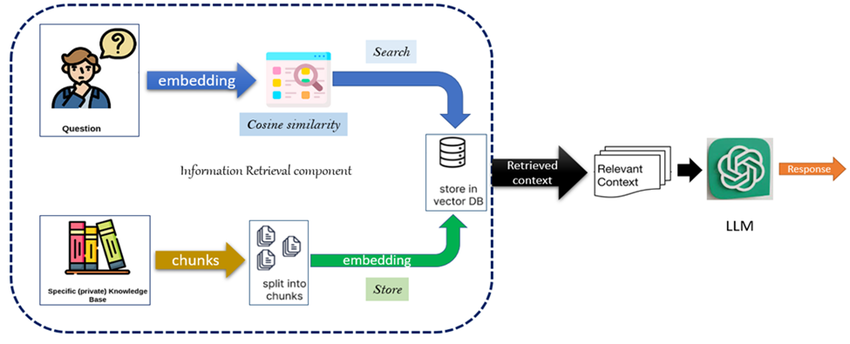 Question
embedding
Cosine similarity
Search
Information Retrieval component
store in
vector DB
Retrieved
context
Relevant
Context
LLM
Response
Specific (private) Knowledge
Base
chunks
split into
chunks
embedding
Store